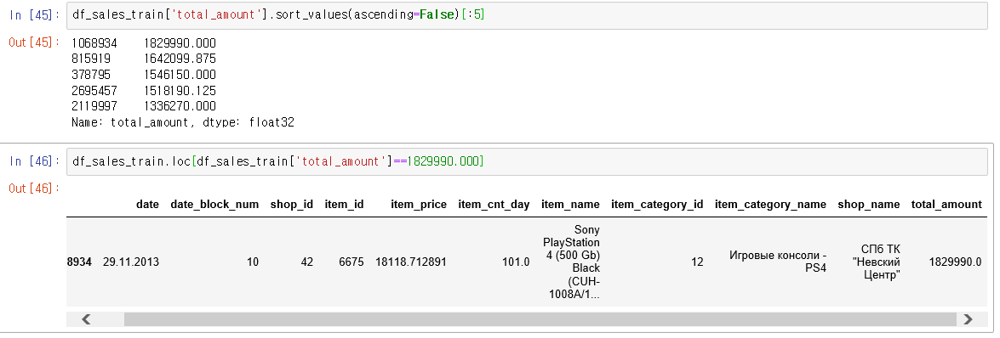 In [45]: df_sales_train['total_amount'].sort_values(ascending=False)[:5]
Out[45]: 1068934 1829990.000
815919 1642099.875
378795 1546150.000
2695457 1518190.125
2119997 1336270.000
Name: total_amount, dtype: float32
In [46]: df_sales_train.loc[df_sales_train['total_amount']==1829990.000]
Out[46]:
date date_block_num shop_id item_id item_price item_cnt_day item_name item_category_id item_category_name shop_name total_amount
8934 29.11.2013 10 42 6675 18118.712891 101.0 Sony PlayStation 4 (500 Gb) Black (CUH-1008A/1... 12 Игровые консоли - PS4 СПб ТК "Невский Центр" 1829990.0